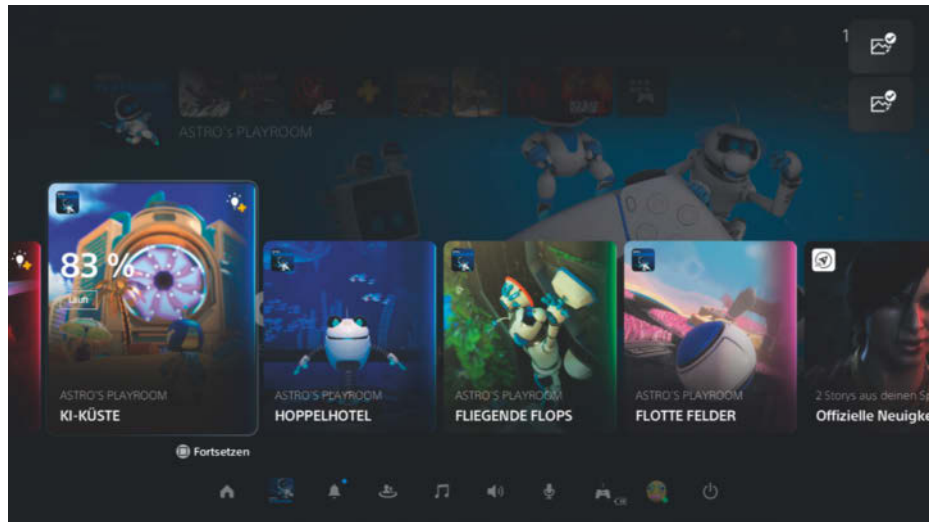 1
ASTRO's PLAYROOM
83 %
Läuft
ASTRO'S PLAYROOM
KI-KÜSTE
ASTRO'S PLAYROOM
HOPPELHOTEL
ASTRO'S PLAYROOM
FLIEGENDE FLOPS
ASTRO'S PLAYROOM
FLOTTE FELDER
2 Storys aus deinen Sp
Offizielle Neuigke
Fortsetzen